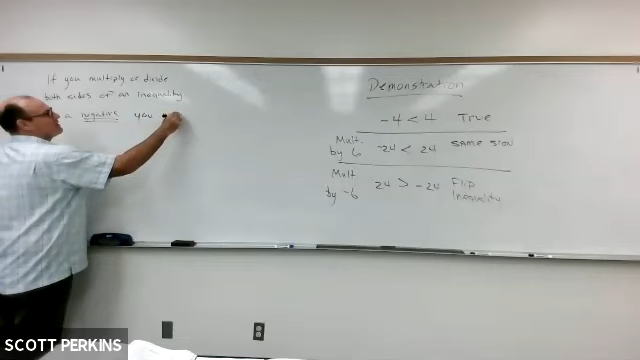 If you multiply or divide
both sides of an inequality
a negative you
Demonstration
-4 < 4 True
Mult.
by 6 -24 < 24 SAME SIGN
Mult
by -6 24 > -24 Flip
Inequality
SCOTT PERKINS